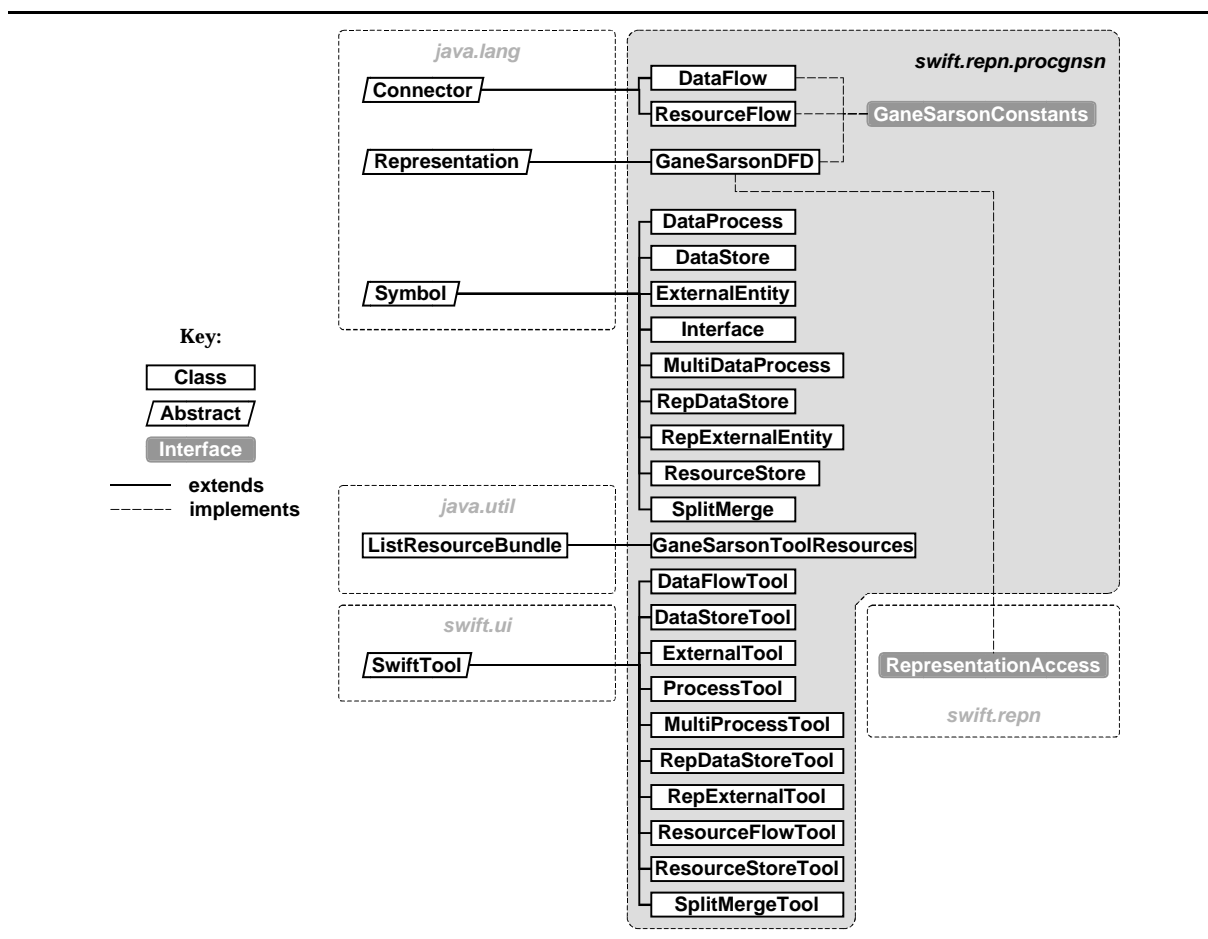 java.lang
swift.repn.procgnsn
Connector
DataFlow
ResourceFlow
GaneSarsonConstants
Representation
GaneSarsonDFD
Symbol
DataProcess
DataStore
ExternalEntity
Interface
MultiDataProcess
RepDataStore
RepExternalEntity
ResourceStore
SplitMerge
Key:
Class
Abstract
Interface
extends
implements
java.util
ListResourceBundle
GaneSarsonToolResources
swift.ui
SwiftTool
DataFlowTool
DataStoreTool
ExternalTool
ProcessTool
MultiProcessTool
RepDataStoreTool
RepExternalTool
ResourceFlowTool
ResourceStoreTool
SplitMergeTool
RepresentationAccess
swift.repn